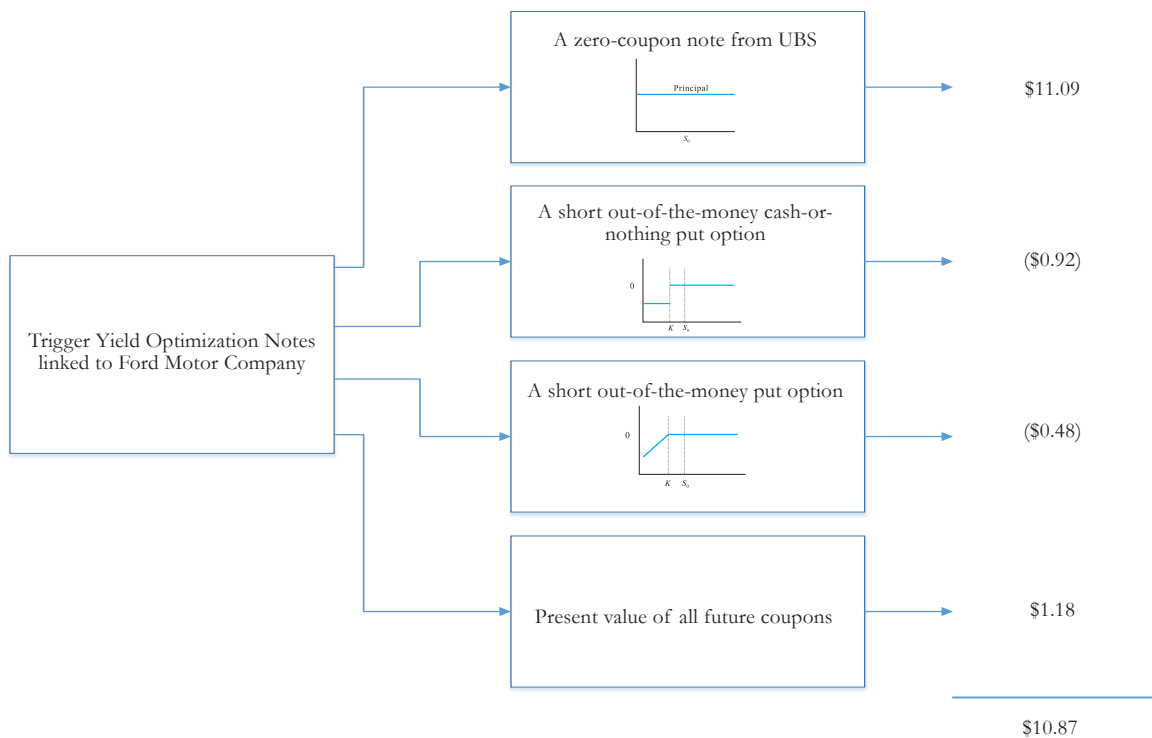 A zero-coupon note from UBS
Principal
S₀
$11.09
A short out-of-the-money cash-or-
nothing put option
0
K
S₀
($0.92)
Trigger Yield Optimization Notes
linked to Ford Motor Company
A short out-of-the-money put option
0
K
S₀
($0.48)
Present value of all future coupons
$1.18
$10.87